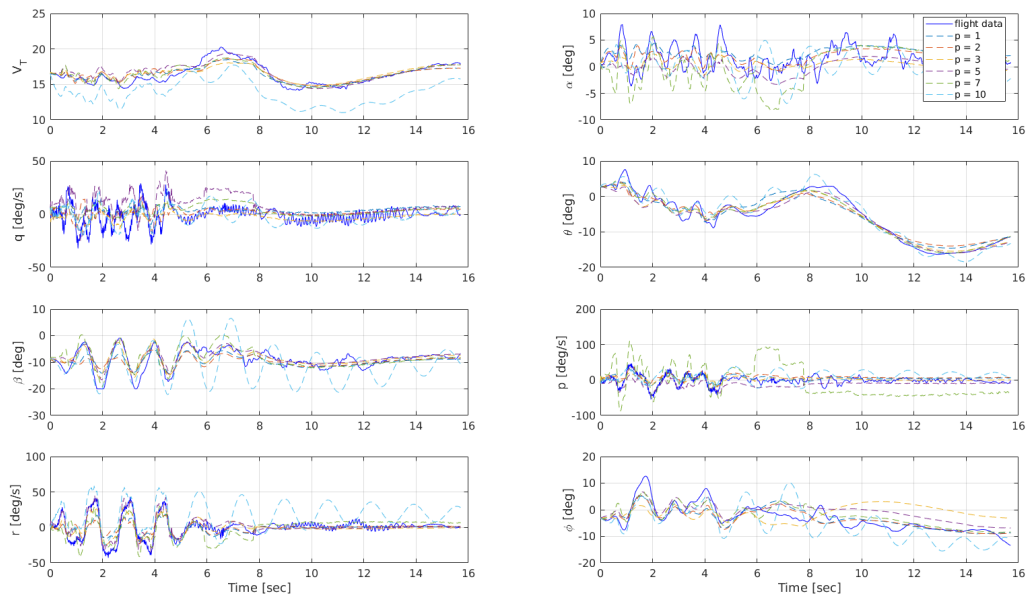 25
20
15
10
V_T
0 2 4 6 8 10 12 14 16
10
5
0
-5
-10
α [deg]
0 2 4 6 8 10 12 14 16
flight data
p = 1
p = 2
p = 3
p = 5
p = 7
p = 10
50
0
-50
q [deg/s]
0 2 4 6 8 10 12 14 16
10
0
-10
-20
θ [deg]
0 2 4 6 8 10 12 14 16
10
0
-10
-20
-30
β [deg]
0 2 4 6 8 10 12 14 16
200
100
0
-100
p [deg/s]
0 2 4 6 8 10 12 14 16
100
50
0
-50
r [deg/s]
0 2 4 6 8 10 12 14 16
Time [sec]
20
10
0
-10
-20
ϕ [deg]
0 2 4 6 8 10 12 14 16
Time [sec]